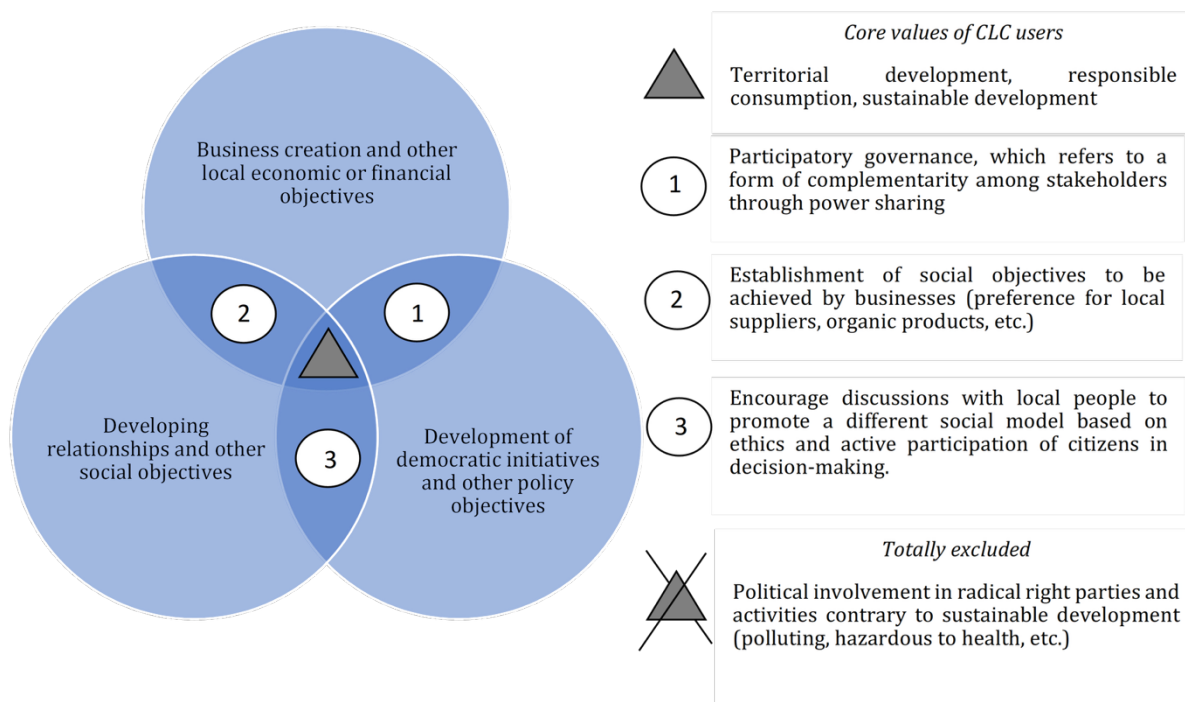 Business creation and other
local economic or financial
objectives
2
1
3
Developing
relationships and other
social objectives
Development of
democratic initiatives
and other policy
objectives
Core values of CLC users
Territorial development, responsible
consumption, sustainable development
1
Participatory governance, which refers to a
form of complementarity among stakeholders
through power sharing
2
Establishment of social objectives to be
achieved by businesses (preference for local
suppliers, organic products, etc.)
3
Encourage discussions with local people to
promote a different social model based on
ethics and active participation of citizens in
decision-making.
Totally excluded
Political involvement in radical right parties and
activities contrary to sustainable development
(polluting, hazardous to health, etc.)